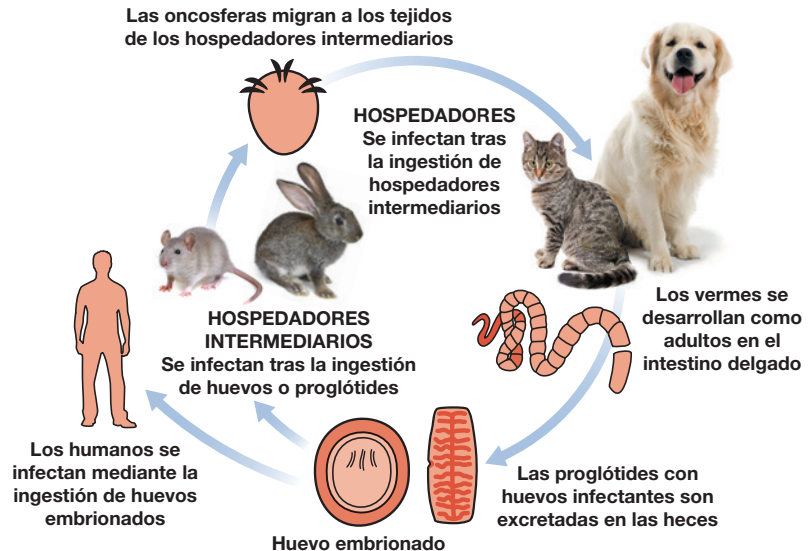 Las oncosferas migran a los tejidos
de los hospedadores intermediarios
HOSPEDADORES
Se infectan tras
la ingestión de
hospedadores
intermediarios
Los vermes se
desarrollan como
adultos en el
intestino delgado
HOSPEDADORES
INTERMEDIARIOS
Se infectan tras la ingestión
de huevos o proglótides
Los humanos se
infectan mediante la
ingestión de huevos
embrionados
Las proglótides con
huevos infectantes son
excretadas en las heces
Huevo embrionado